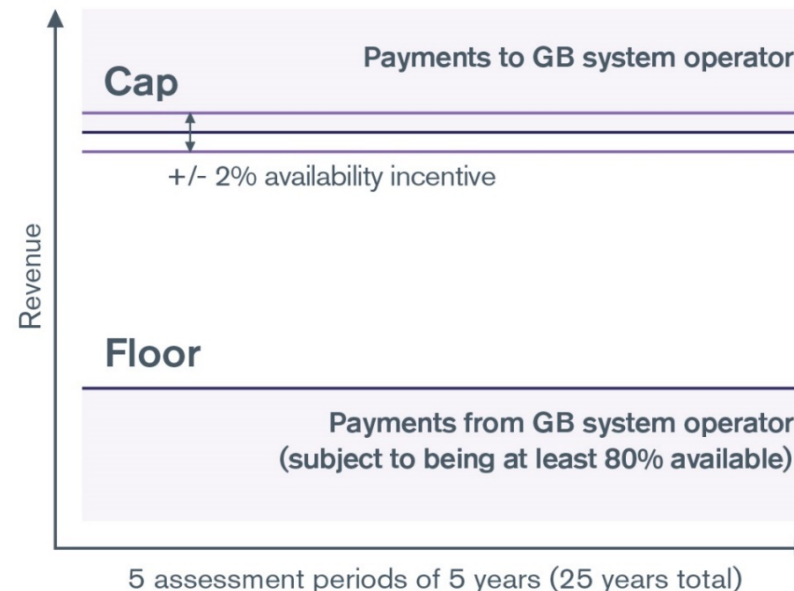 Payments to GB system operator
Cap
+/- 2% availability incentive
Revenue
Floor
Payments from GB system operator
(subject to being at least 80% available)
5 assessment periods of 5 years (25 years total)